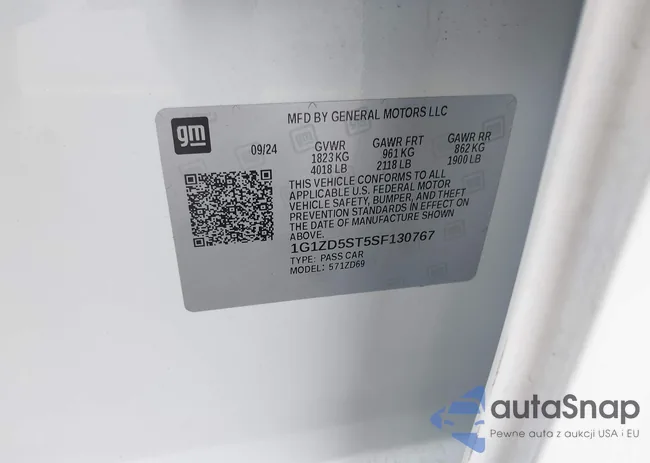 MFD BY GENERAL MOTORS LLC
gm
09/24 GVWR GAWR FRT GAWR RR
1823 KG 961 KG 862 KG
4018 LB 2118 LB 1900 LB
THIS VEHICLE CONFORMS TO ALL
APPLICABLE U.S. FEDERAL MOTOR
VEHICLE SAFETY, BUMPER, AND THEFT
PREVENTION STANDARDS IN EFFECT ON
THE DATE OF MANUFACTURE SHOWN
ABOVE.
1G1ZD5ST5SF130767
TYPE: PASS CAR
MODEL: 571ZD69
autaSnap
Pewne auta z aukcji USA i EU